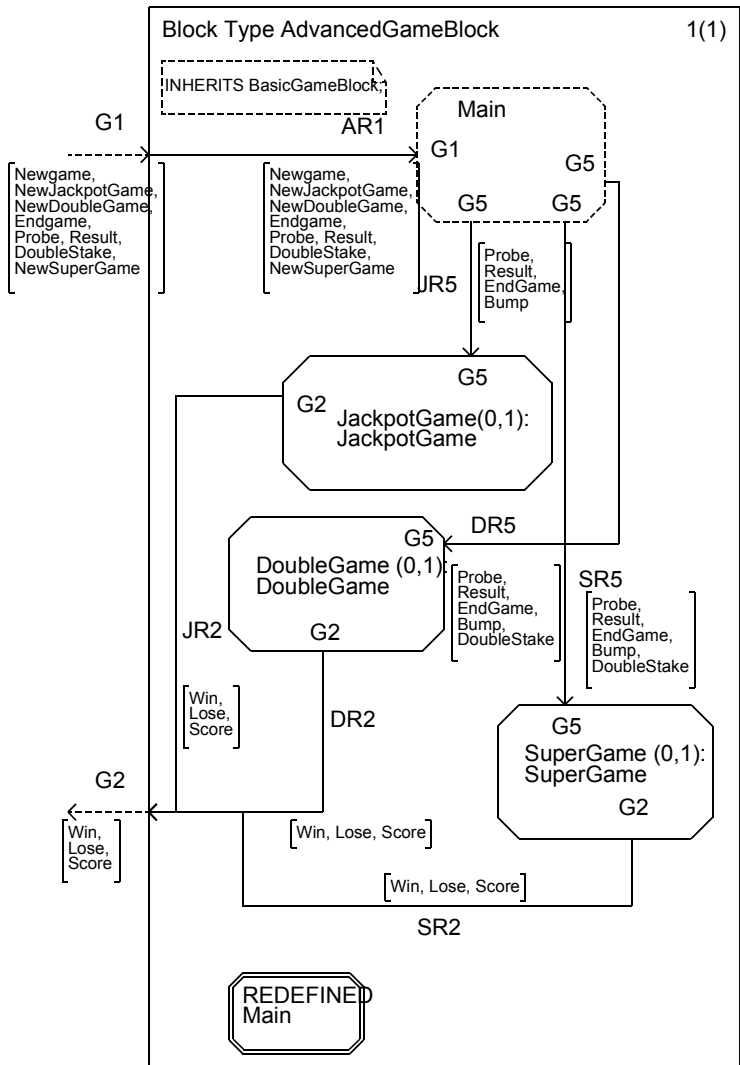 Block Type AdvancedGameBlock
1(1)
INHERITS BasicGameBlock;
G1
AR1
Main
G1
G5
G5
G5
[Newgame,
NewJackpotGame,
NewDoubleGame,
Endgame,
Probe, Result,
DoubleStake,
NewSuperGame]
[Newgame,
NewJackpotGame,
NewDoubleGame,
Endgame,
Probe, Result,
DoubleStake,
NewSuperGame]
JR5
[Probe,
Result,
EndGame,
Bump]
G5
G2
JackpotGame(0,1):
JackpotGame
DR5
G5
DoubleGame (0,1):
DoubleGame
G2
[Probe,
Result,
EndGame,
Bump,
DoubleStake]
SR5
[Probe,
Result,
EndGame,
Bump,
DoubleStake]
JR2
[Win,
Lose,
Score]
DR2
G5
SuperGame (0,1):
SuperGame
G2
G2
[Win,
Lose,
Score]
[Win, Lose, Score]
[Win, Lose, Score]
SR2
REDEFINED
Main